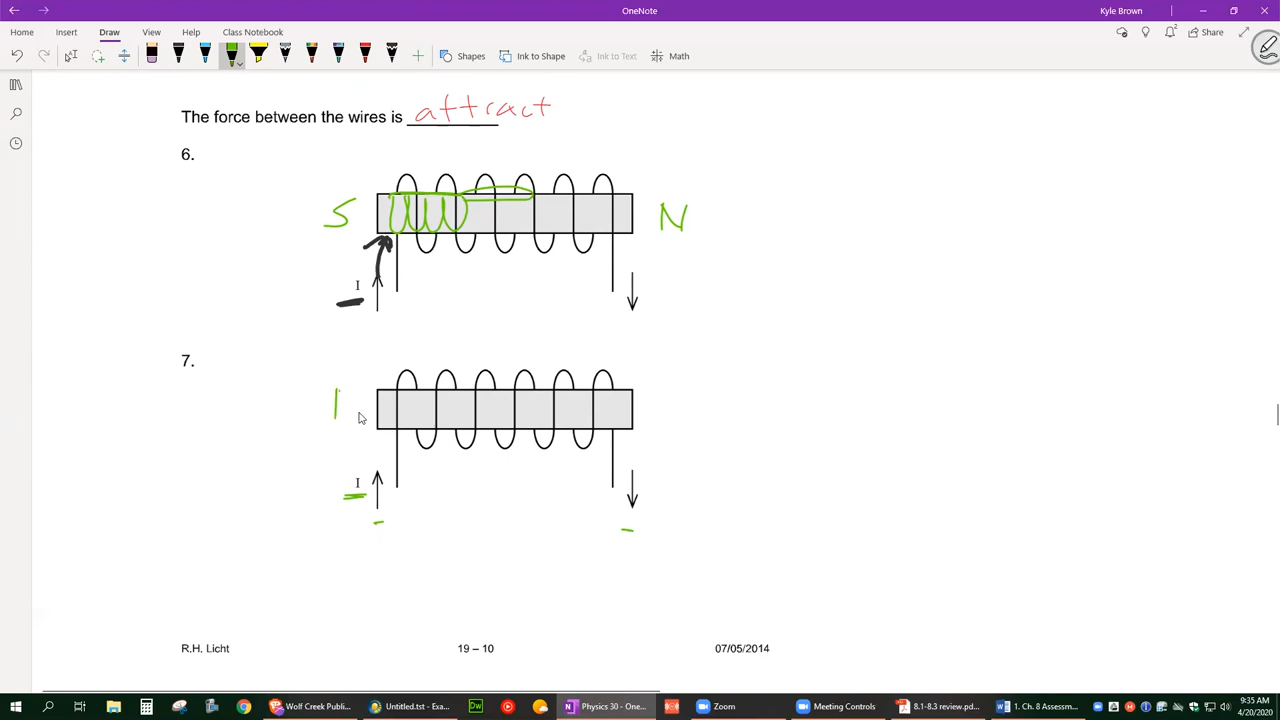 OneNote
Kyle Brown
Home Insert Draw View Help Class Notebook Share
Shapes Ink to Shape Ink to Text Math
The force between the wires is attract
6.
S N
I
7.
I
R.H. Licht 19 – 10 07/05/2014
Wolf Creek Publi... Untitled.tst - Exa... Physics 30 - One... Zoom Meeting Controls 8.1-8.3 review.pd... 1. Ch. 8 Assessm...
9:35 AM
4/20/2020